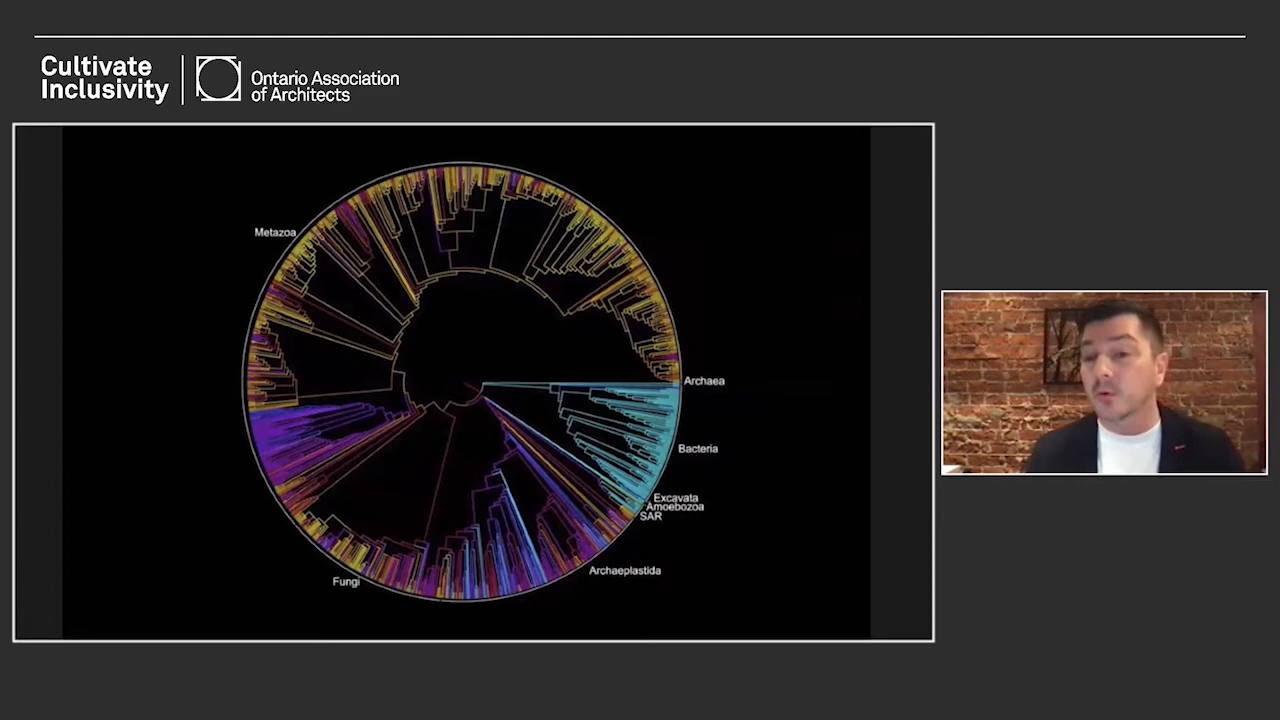 Cultivate
Inclusivity
Ontario Association
of Architects
Metazoa
Archaea
Bacteria
Excavata
Amoebozoa
SAR
Archaeplastida
Fungi